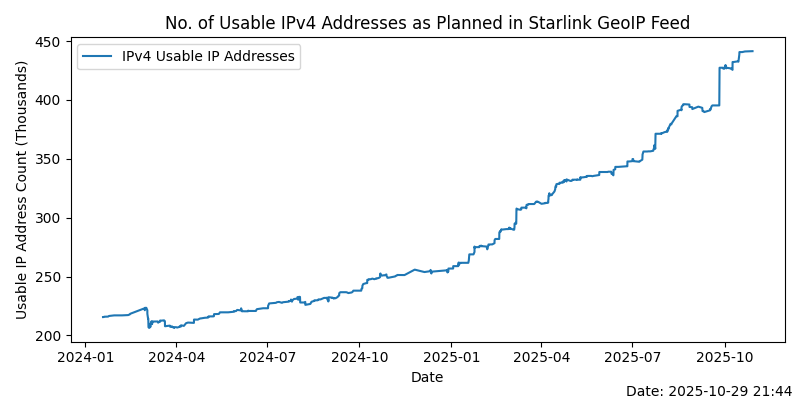 No. of Usable IPv4 Addresses as Planned in Starlink GeoIP Feed
IPv4 Usable IP Addresses
Usable IP Address Count (Thousands)
450
400
350
300
250
200
2024-01 2024-04 2024-07 2024-10 2025-01 2025-04 2025-07 2025-10
Date
Date: 2025-10-29 21:44